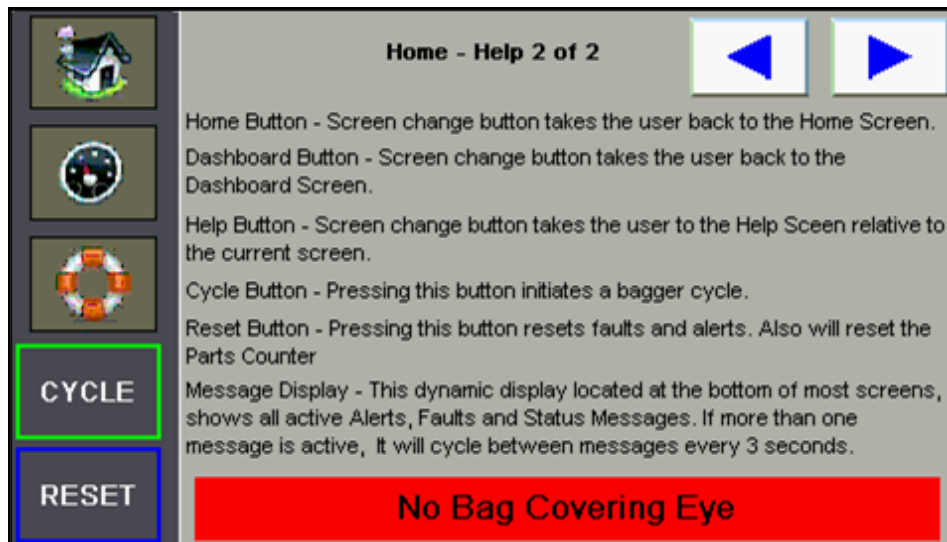 Home - Help 2 of 2
Home Button - Screen change button takes the user back to the Home Screen.
Dashboard Button - Screen change button takes the user back to the
Dashboard Screen.
Help Button - Screen change button takes the user to the Help Sceen relative to
the current screen.
Cycle Button - Pressing this button initiates a bagger cycle.
Reset Button - Pressing this button resets faults and alerts. Also will reset the
Parts Counter
Message Display - This dynamic display located at the bottom of most screens,
shows all active Alerts, Faults and Status Messages. If more than one
message is active, It will cycle between messages every 3 seconds.
CYCLE
RESET
No Bag Covering Eye